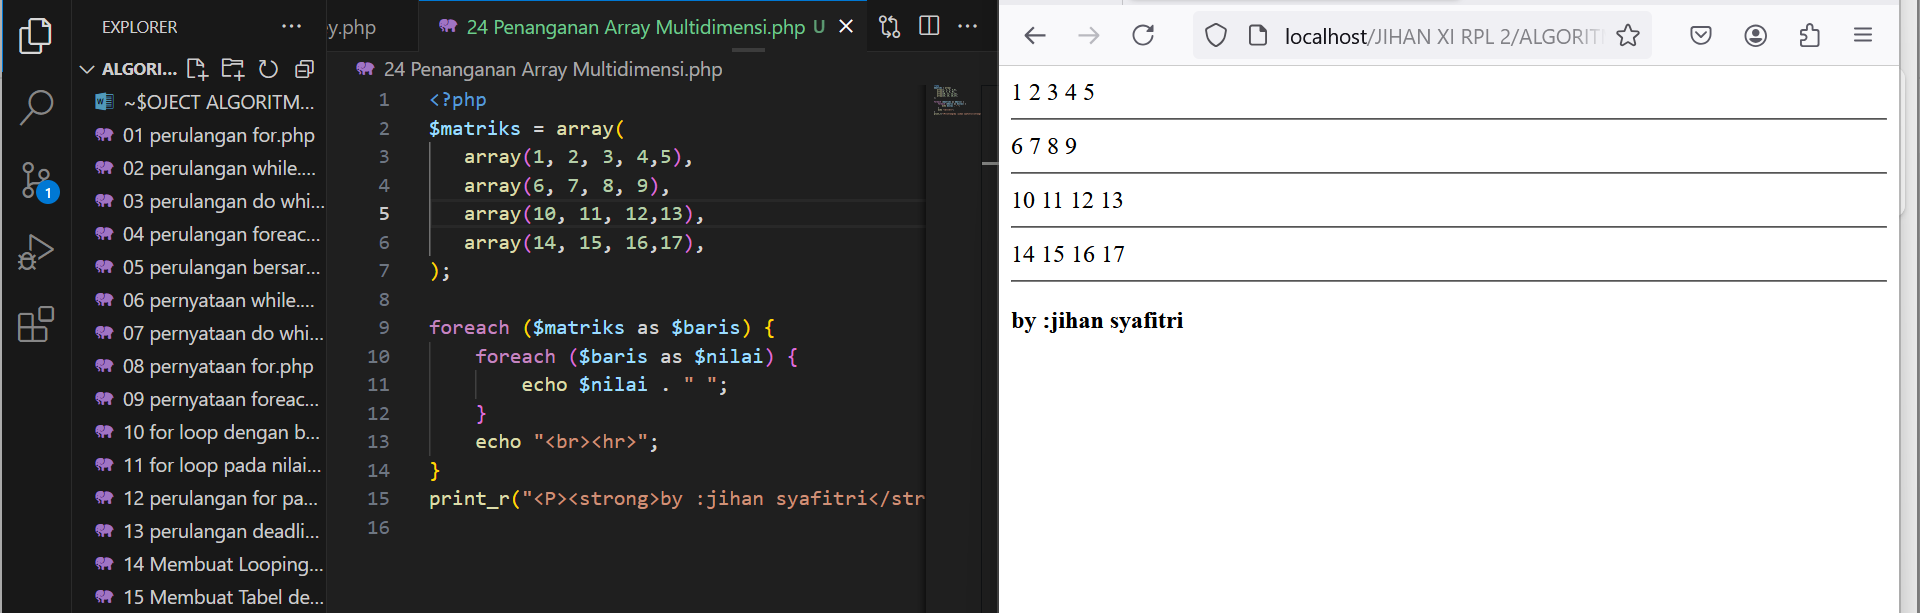 EXPLORER
ALGORI...
~$OJECT ALGORITM...
01 perulangan for.php
02 perulangan while....
03 perulangan do whi...
04 perulangan foreac...
05 perulangan bersar...
06 pernyataan while....
07 pernyataan do whi...
08 pernyataan for.php
09 pernyataan foreac...
10 for loop dengan b...
11 for loop pada nilai...
12 perulangan for pa...
13 perulangan deadli...
14 Membuat Looping...
15 Membuat Tabel de...
1
y.php
24 Penanganan Array Multidimensi.php U
24 Penanganan Array Multidimensi.php
1 <?php
2 $matriks = array(
3 array(1, 2, 3, 4,5),
4 array(6, 7, 8, 9),
5 array(10, 11, 12,13),
6 array(14, 15, 16,17),
7 );
8
9 foreach ($matriks as $baris) {
10 foreach ($baris as $nilai) {
11 echo $nilai . " ";
12 }
13 echo "<br><hr>";
14 }
15 print_r("<P><strong>by :jihan syafitri</str
16
localhost/JIHAN XI RPL 2/ALGORIT
1 2 3 4 5
6 7 8 9
10 11 12 13
14 15 16 17
by :jihan syafitri